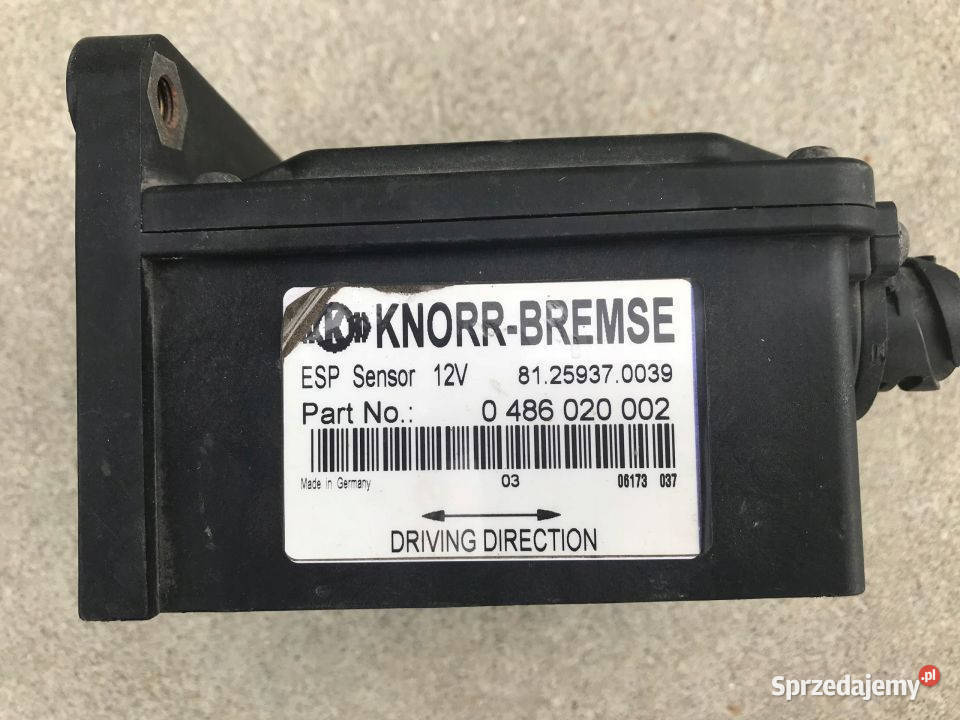 K KNORR-BREMSE
ESP Sensor 12V 81.25937.0039
Part No.: 0 486 020 002
Made in Germany 03 06173 037
DRIVING DIRECTION
Sprzedajemy.pl